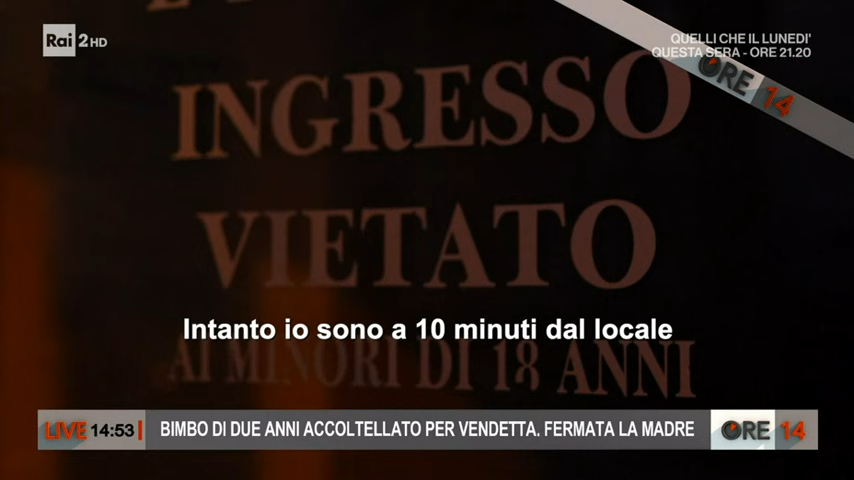 Rai 2 HD
QUELLI CHE IL LUNEDI'
QUESTA SERA - ORE 21.20
ORE 14
INGRESSO
VIETATO
Intanto io sono a 10 minuti dal locale
AI MINORI DI 18 ANNI
LIVE 14:53
BIMBO DI DUE ANNI ACCOLTELLATO PER VENDETTA. FERMATA LA MADRE
ORE 14